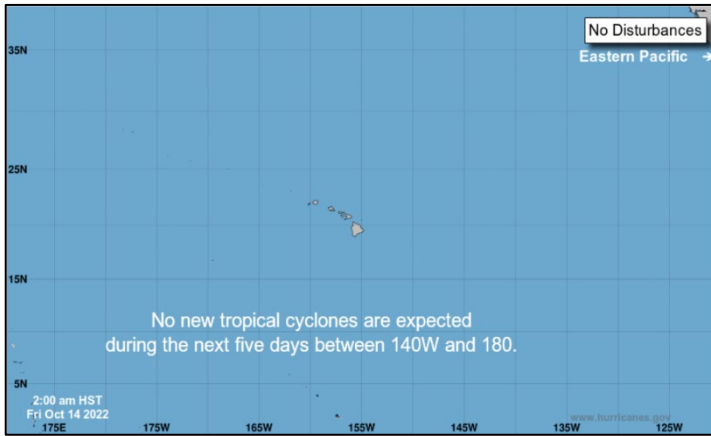 No Disturbances
Eastern Pacific →
35N
25N
15N
No new tropical cyclones are expected
during the next five days between 140W and 180.
5N
2:00 am HST
Fri Oct 14 2022
www.hurricanes.gov
175E 175W 165W 155W 145W 135W 125W